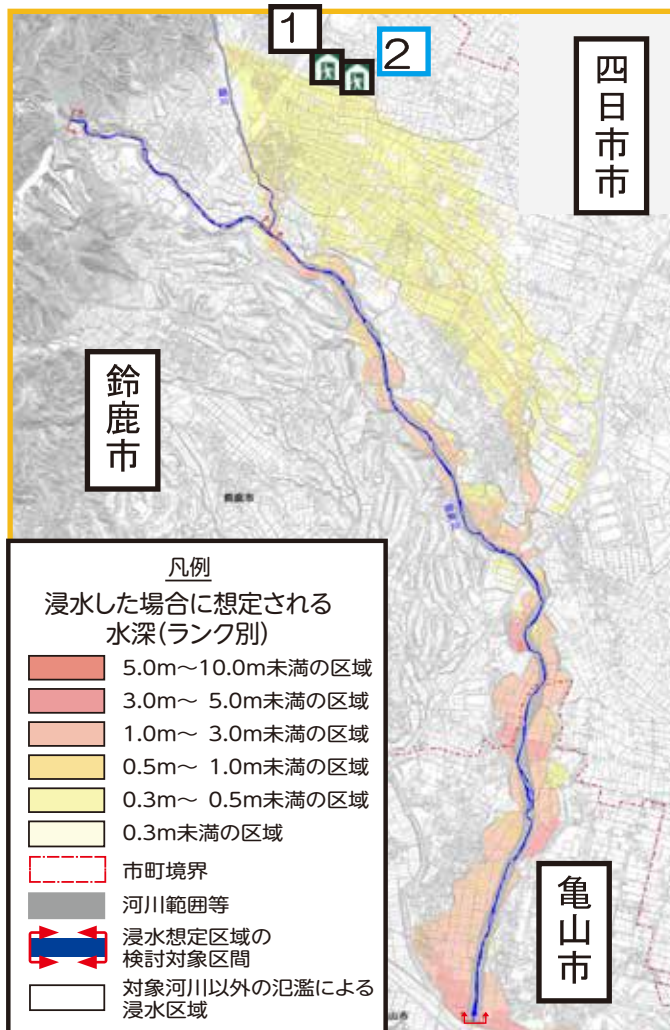 1
2
四日市市
鈴鹿市
鈴鹿市
凡例
浸水した場合に想定される
水深(ランク別)
5.0m～10.0m未満の区域
3.0m～ 5.0m未満の区域
1.0m～ 3.0m未満の区域
0.5m～ 1.0m未満の区域
0.3m～ 0.5m未満の区域
0.3m未満の区域
市町境界
河川範囲等
浸水想定区域の
検討対象区間
対象河川以外の氾濫による
浸水区域
亀山市
山市